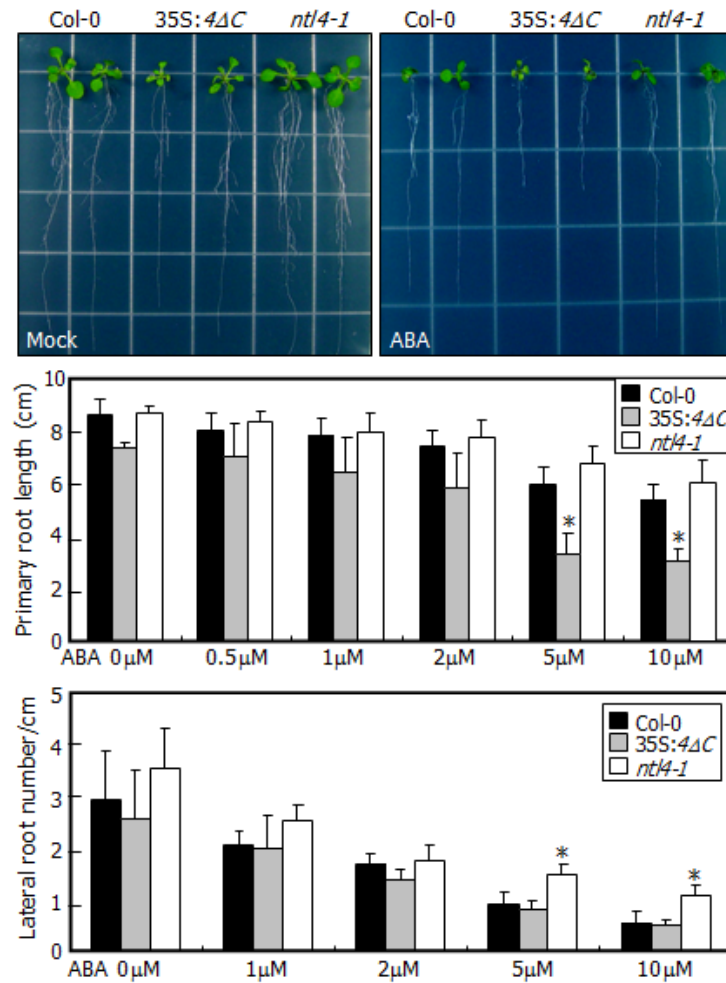 Col-0 35S:4ΔC ntl4-1 Col-0 35S:4ΔC ntl4-1
Mock ABA
Primary root length (cm)
10
8
6
4
2
0
Col-0
35S:4ΔC
ntl4-1
* *
ABA 0μM 0.5μM 1μM 2μM 5μM 10μM
Lateral root number/cm
5
4
3
2
1
0
Col-0
35S:4ΔC
ntl4-1
* *
ABA 0μM 1μM 2μM 5μM 10μM